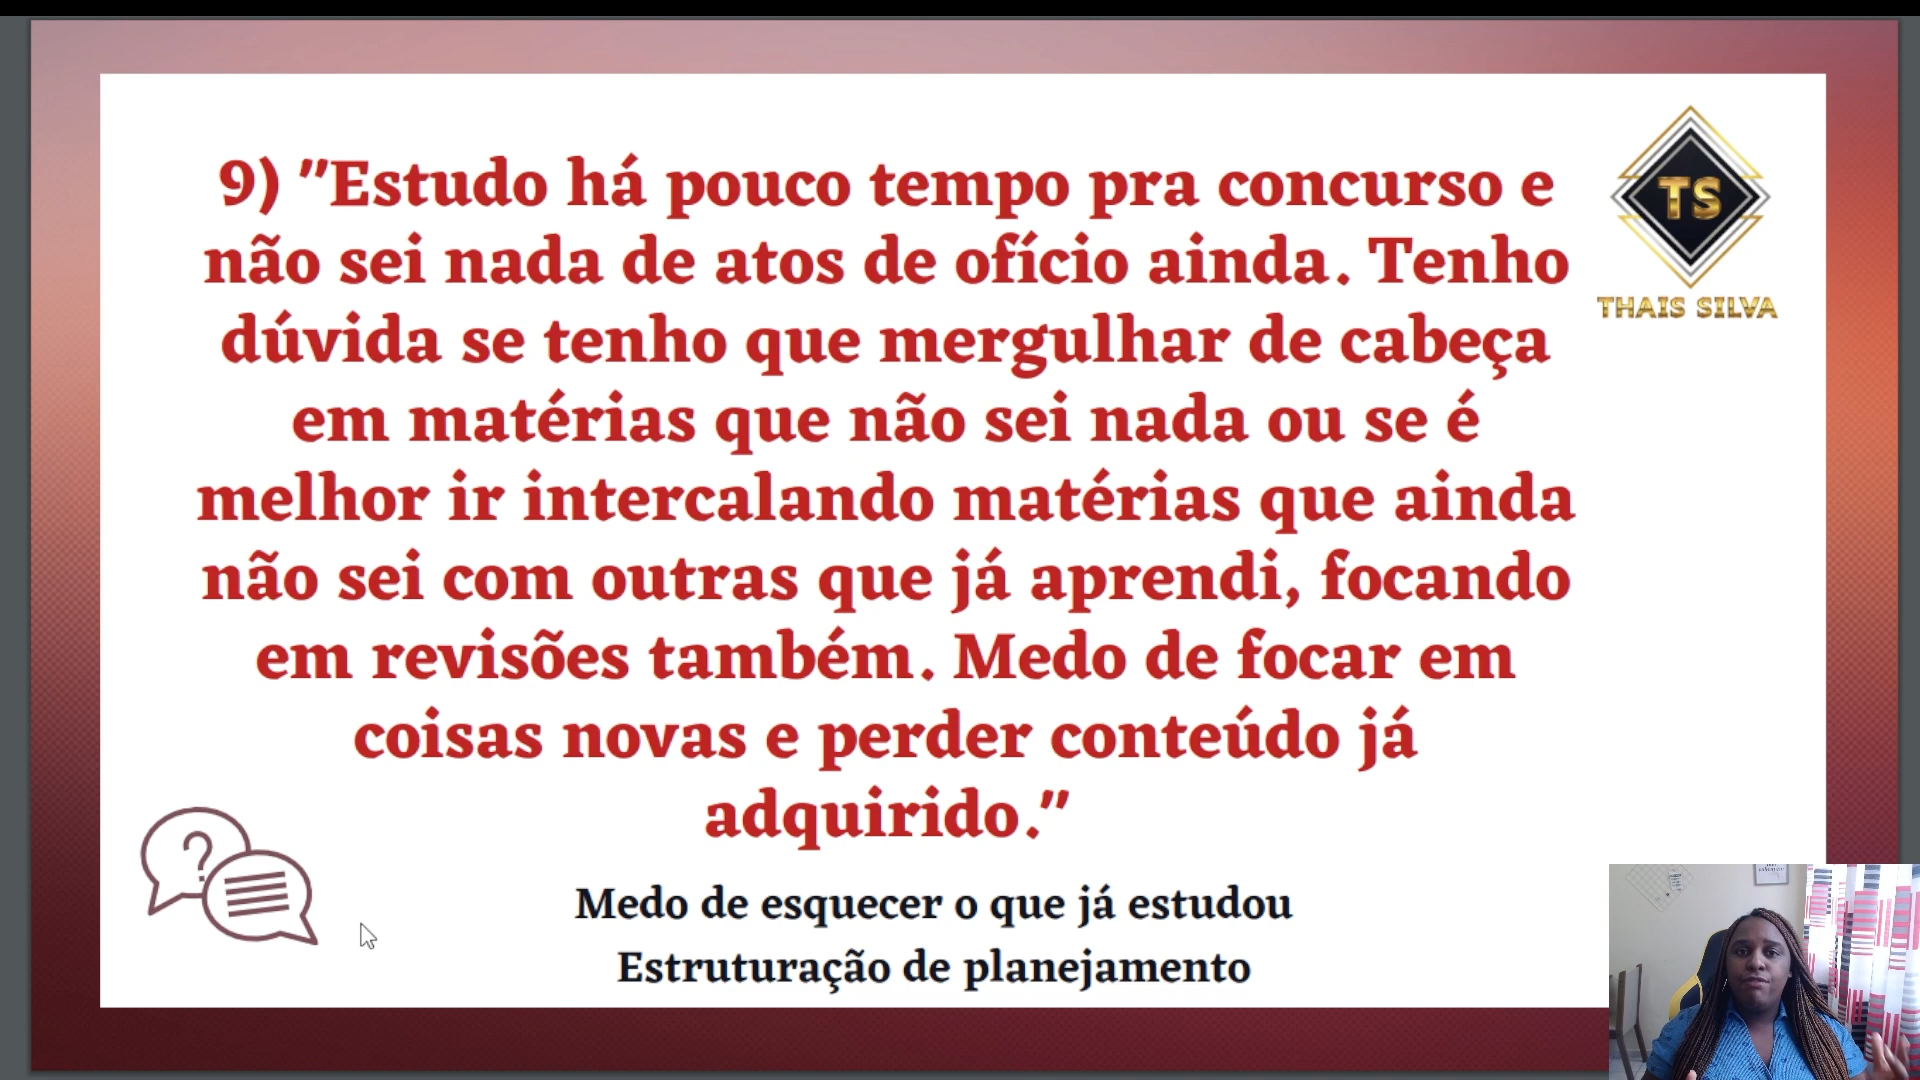 9) "Estudo há pouco tempo pra concurso e
não sei nada de atos de ofício ainda. Tenho
dúvida se tenho que mergulhar de cabeça
em matérias que não sei nada ou se é
melhor ir intercalando matérias que ainda
não sei com outras que já aprendi, focando
em revisões também. Medo de focar em
coisas novas e perder conteúdo já
adquirido."
TS
THAIS SILVA
?
Medo de esquecer o que já estudou
Estruturação de planejamento